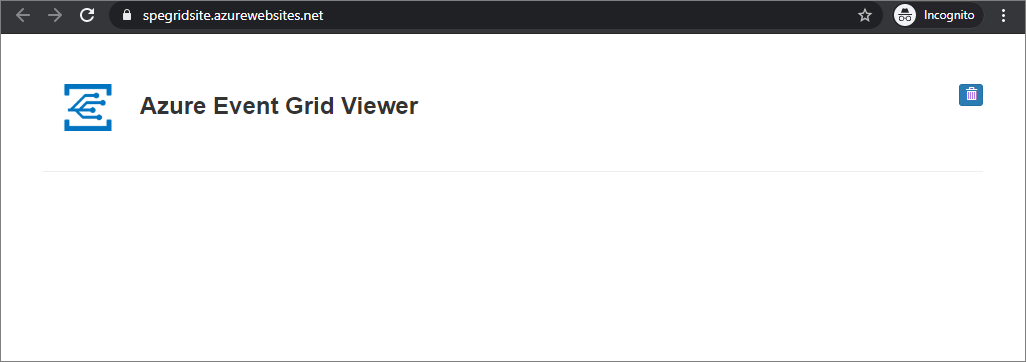 spegridsite.azurewebsites.net
Incognito
Azure Event Grid Viewer